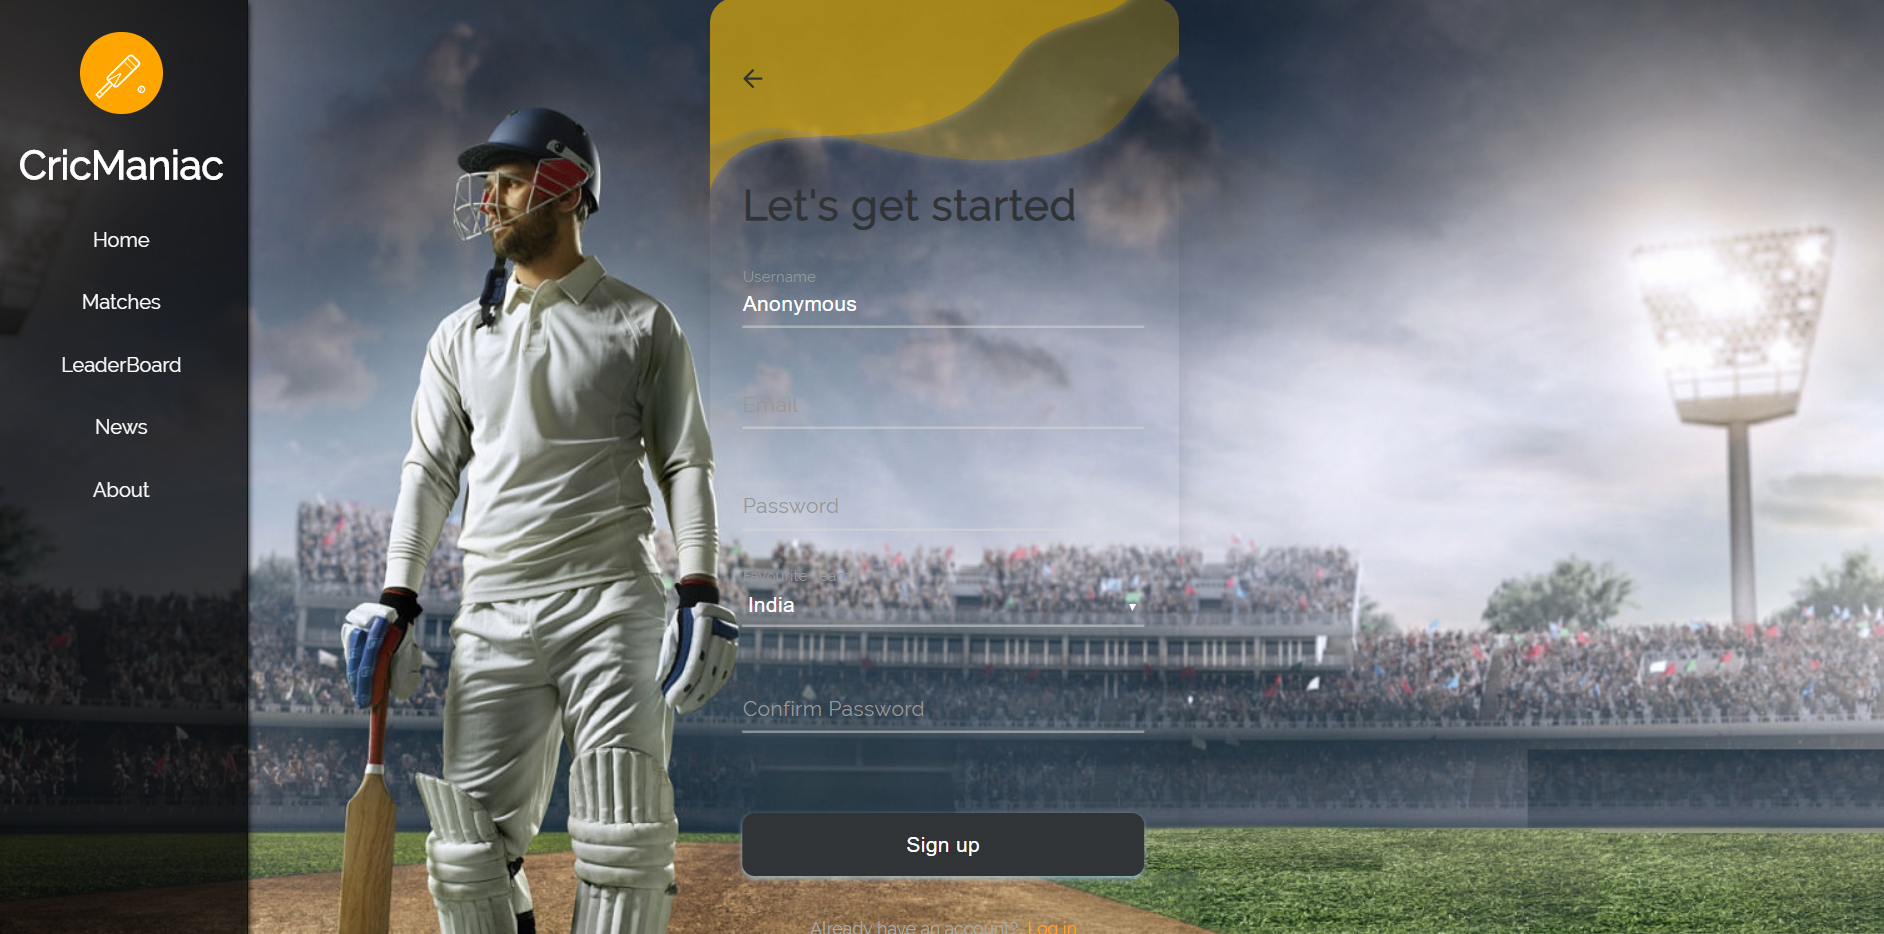 CricManiac
Home
Matches
LeaderBoard
News
About
Let's get started
Username
Anonymous
Email
Password
Favourite Team
India
Confirm Password
Sign up
Already have an account? Log in